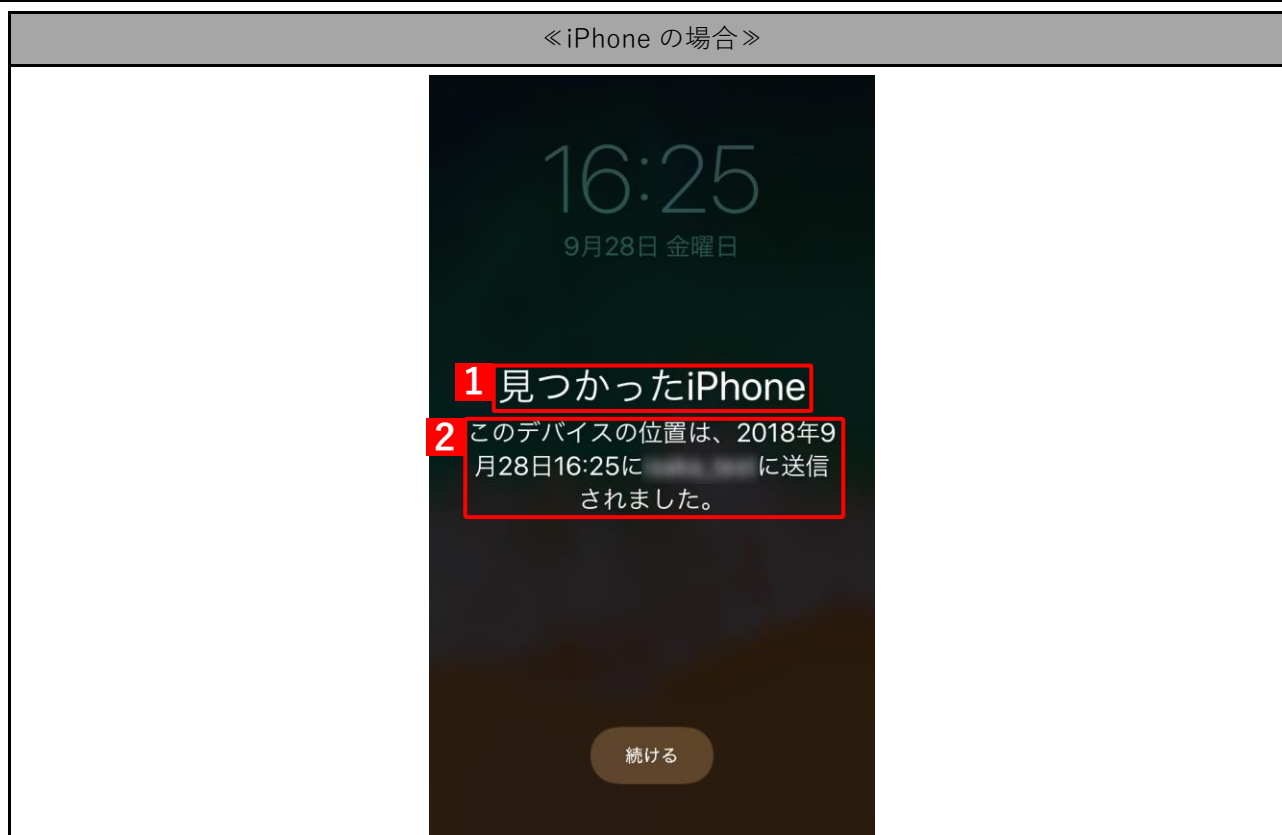 ≪iPhone の場合≫
16:25
9月28日 金曜日
1 見つかったiPhone
2 このデバイスの位置は、2018年9
月28日16:25に に送信
されました。
続ける